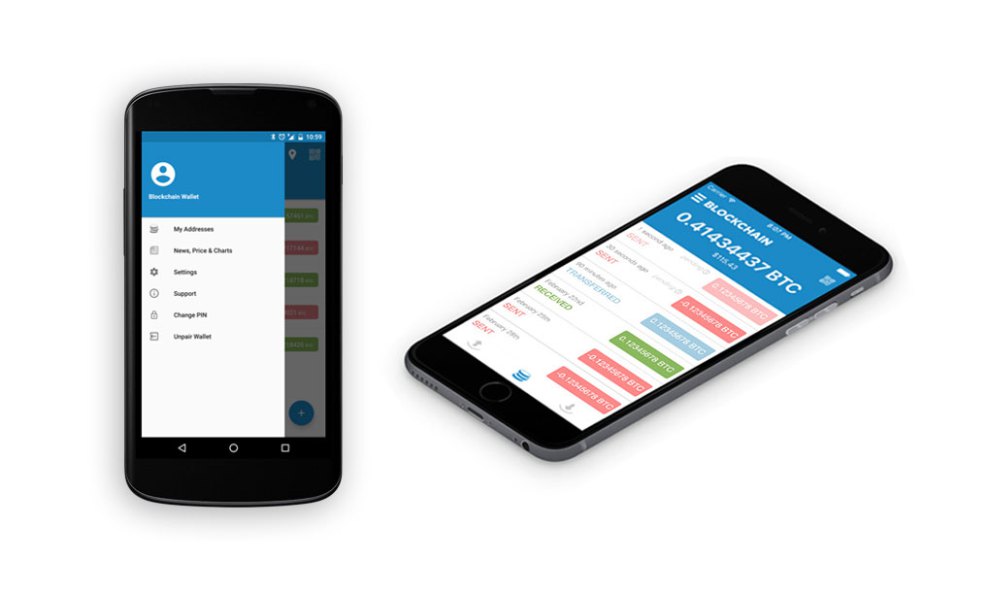 10:59
Blockchain Wallet
My Addresses
News, Price & Charts
Settings
Support
Change PIN
Unpair Wallet
Carrier
5:07 PM
BLOCKCHAIN
0.41434437 BTC
$115.43
1 second ago
SENT
pending
-0.12345678 BTC
30 seconds ago
SENT
pending
-0.12345678 BTC
90 minutes ago
TRANSFERRED
0.12345678 BTC
February 22nd
RECEIVED
0.12345678 BTC
February 25th
SENT
-0.12345678 BTC
February 28th
SENT
-0.12345678 BTC